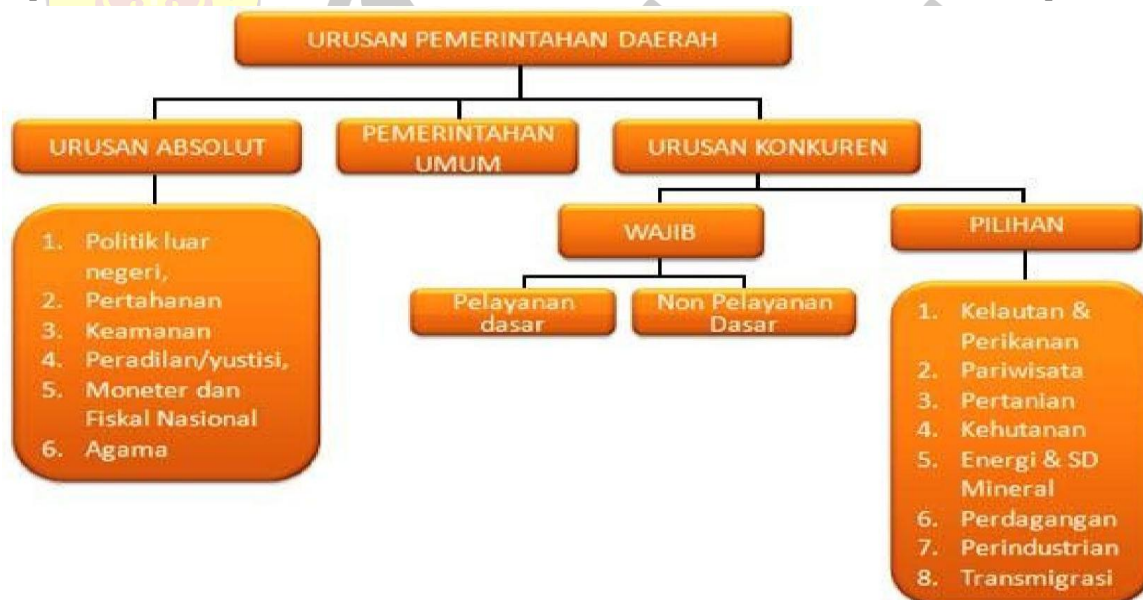 URUSAN PEMERINTAHAN DAERAH
URUSAN ABSOLUT
PEMERINTAHAN
UMUM
URUSAN KONKUREN
1. Politik luar
negeri,
2. Pertahanan
3. Keamanan
4. Peradilan/yustisi,
5. Moneter dan
Fiskal Nasional
6. Agama
WAJIB
PILIHAN
Pelayanan
dasar
Non Pelayanan
Dasar
1. Kelautan &
Perikanan
2. Pariwisata
3. Pertanian
4. Kehutanan
5. Energi & SD
Mineral
6. Perdagangan
7. Perindustrian
8. Transmigrasi